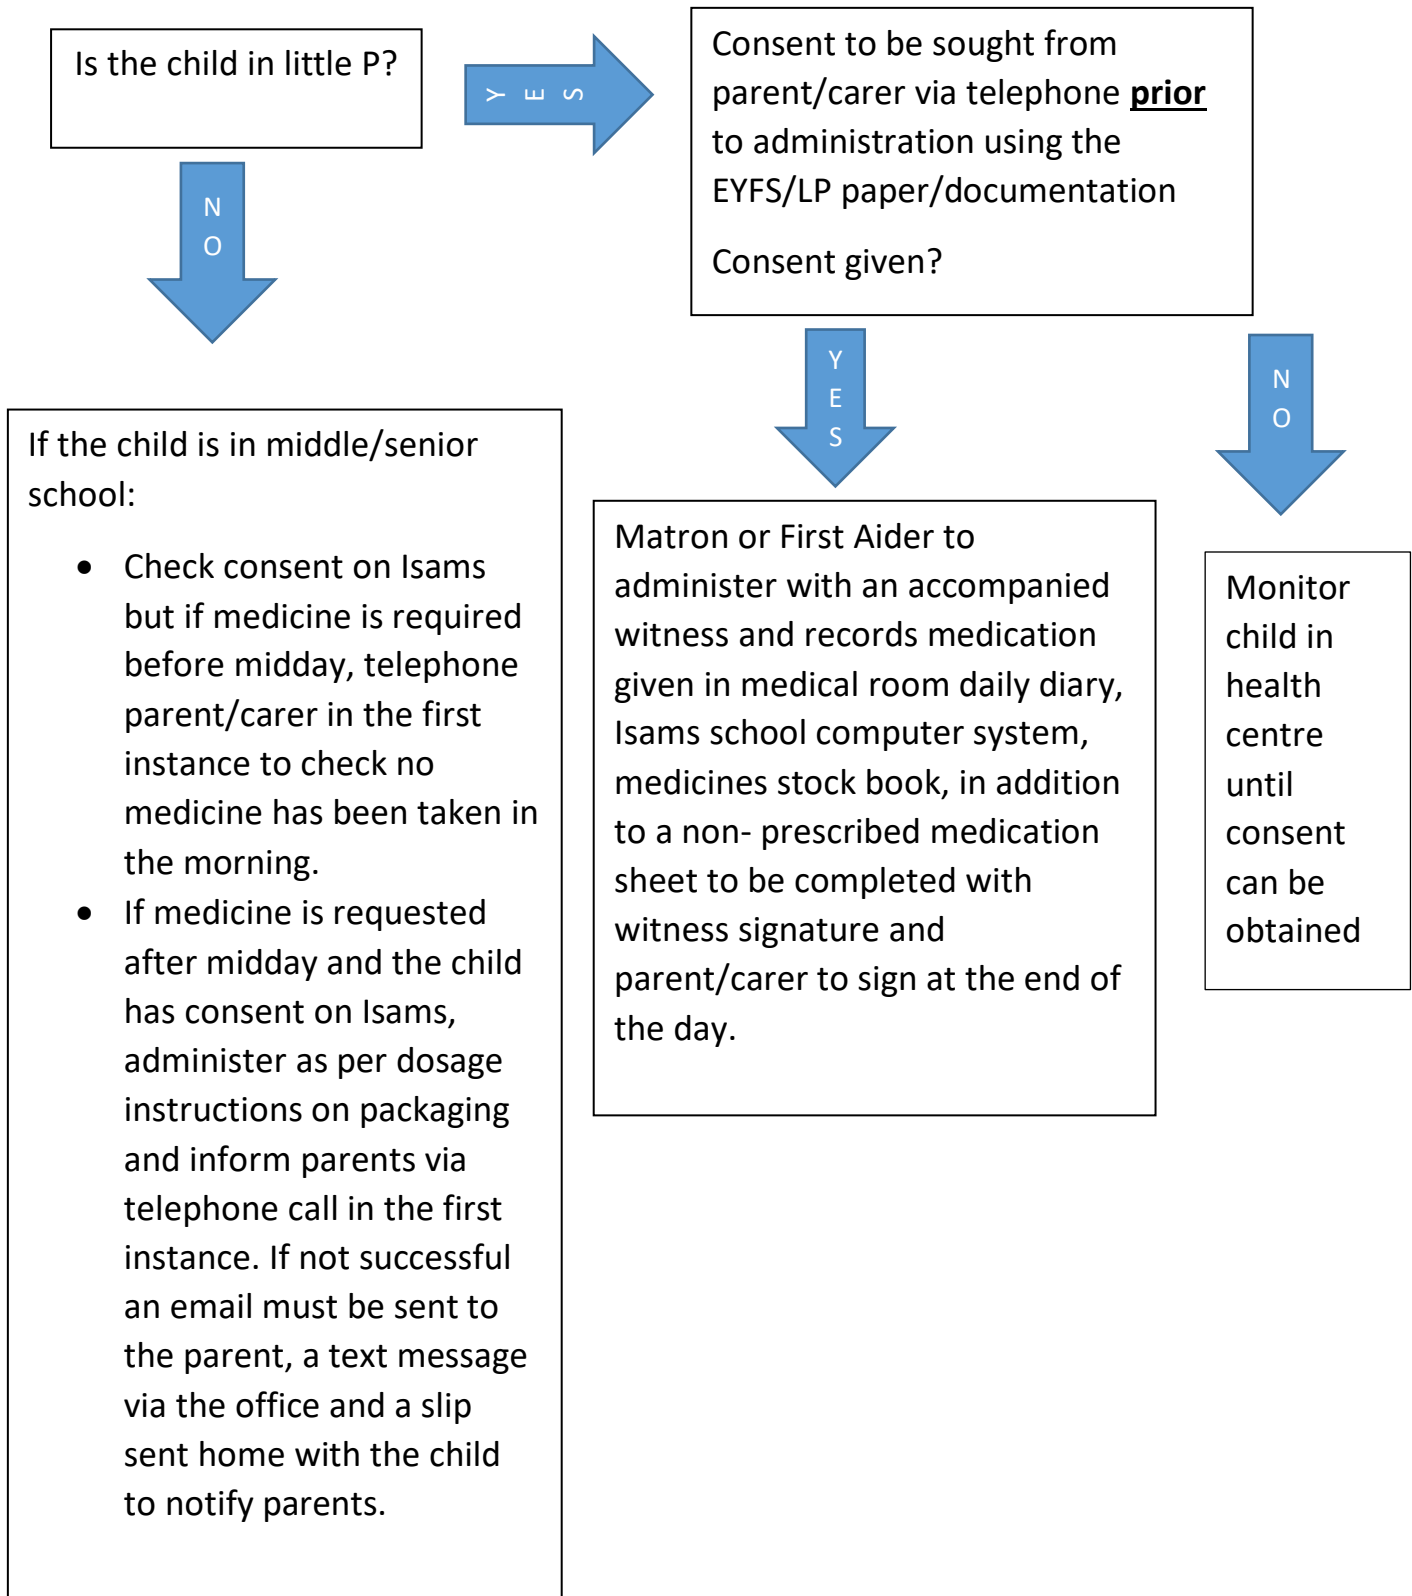 Is the child in little P?
YES
Consent to be sought from
parent/carer via telephone prior
to administration using the
EYFS/LP paper/documentation
Consent given?
N
O
Y
E
S
N
O
If the child is in middle/senior
school:
• Check consent on Isams
but if medicine is required
before midday, telephone
parent/carer in the first
instance to check no
medicine has been taken in
the morning.
• If medicine is requested
after midday and the child
has consent on Isams,
administer as per dosage
instructions on packaging
and inform parents via
telephone call in the first
instance. If not successful
an email must be sent to
the parent, a text message
via the office and a slip
sent home with the child
to notify parents.
Matron or First Aider to
administer with an accompanied
witness and records medication
given in medical room daily diary,
Isams school computer system,
medicines stock book, in addition
to a non- prescribed medication
sheet to be completed with
witness signature and
parent/carer to sign at the end of
the day.
Monitor
child in
health
centre
until
consent
can be
obtained